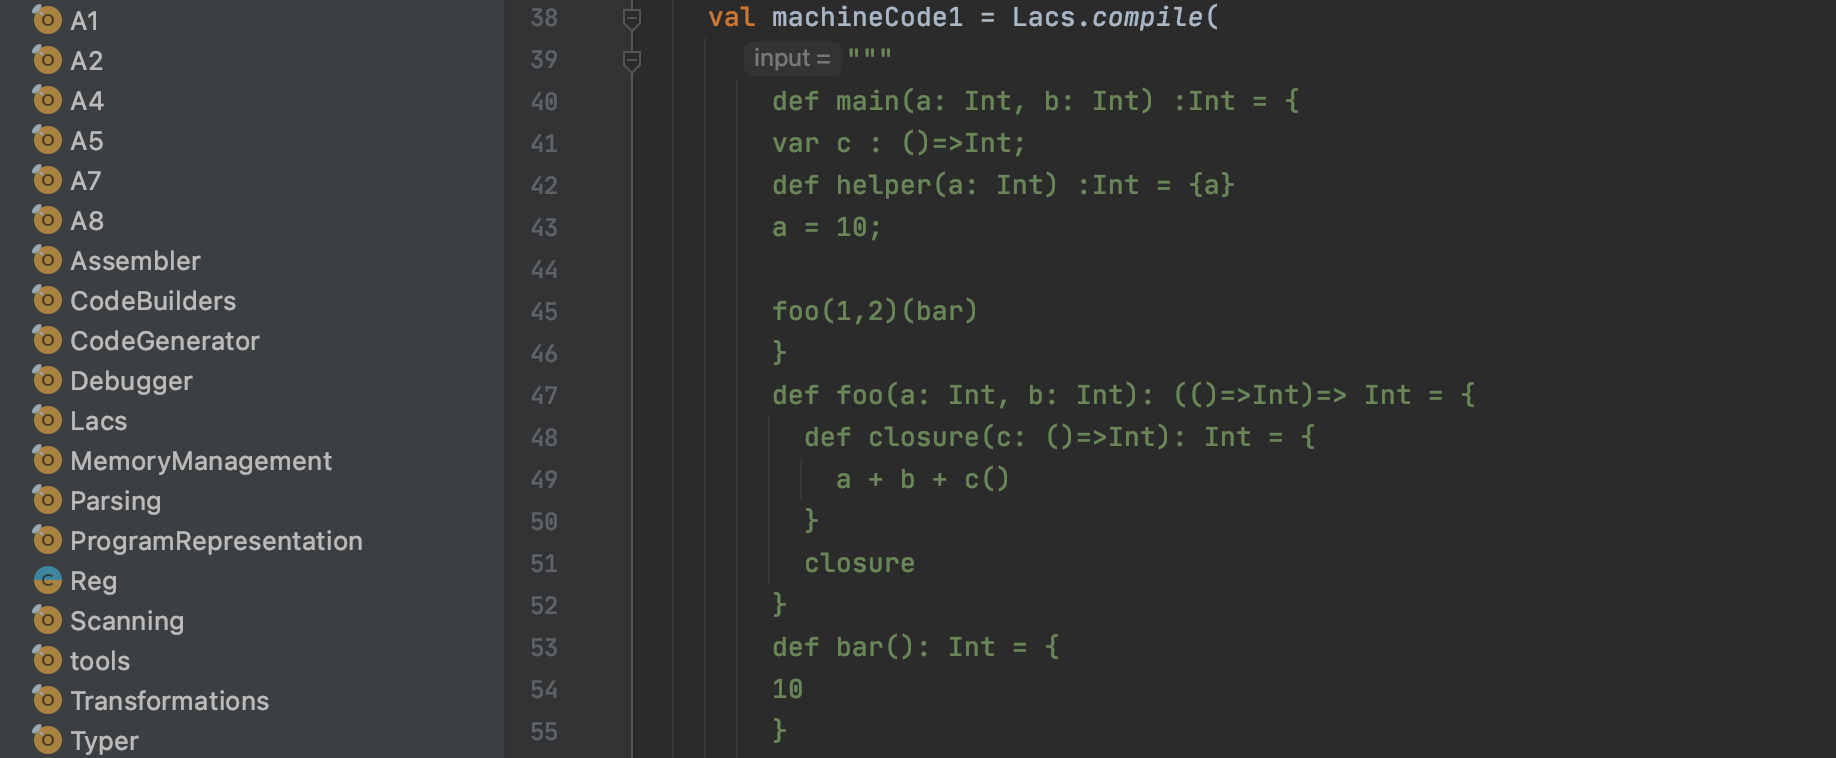 A1
A2
A4
A5
A7
A8
Assembler
CodeBuilders
CodeGenerator
Debugger
Lacs
MemoryManagement
Parsing
ProgramRepresentation
Reg
Scanning
tools
Transformations
Typer
38 val machineCode1 = Lacs.compile(
39 input = """
40 def main(a: Int, b: Int) :Int = {
41 var c : ()=>Int;
42 def helper(a: Int) :Int = {a}
43 a = 10;
44
45 foo(1,2)(bar)
46 }
47 def foo(a: Int, b: Int): (()=>Int)=> Int = {
48 def closure(c: ()=>Int): Int = {
49 a + b + c()
50 }
51 closure
52 }
53 def bar(): Int = {
54 10
55 }